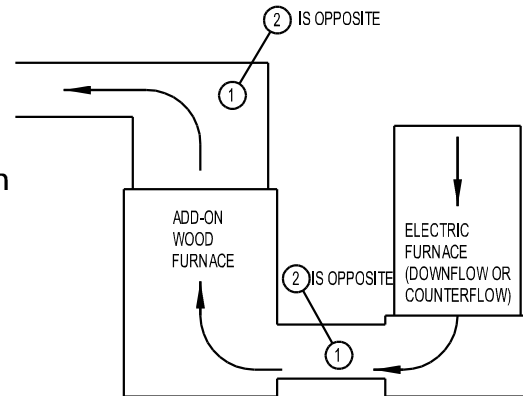 2 IS OPPOSITE
1
n
ADD-ON
WOOD
FURNACE
ELECTRIC
FURNACE
(DOWNFLOW OR
COUNTERFLOW)
2 IS OPPOSITE
1